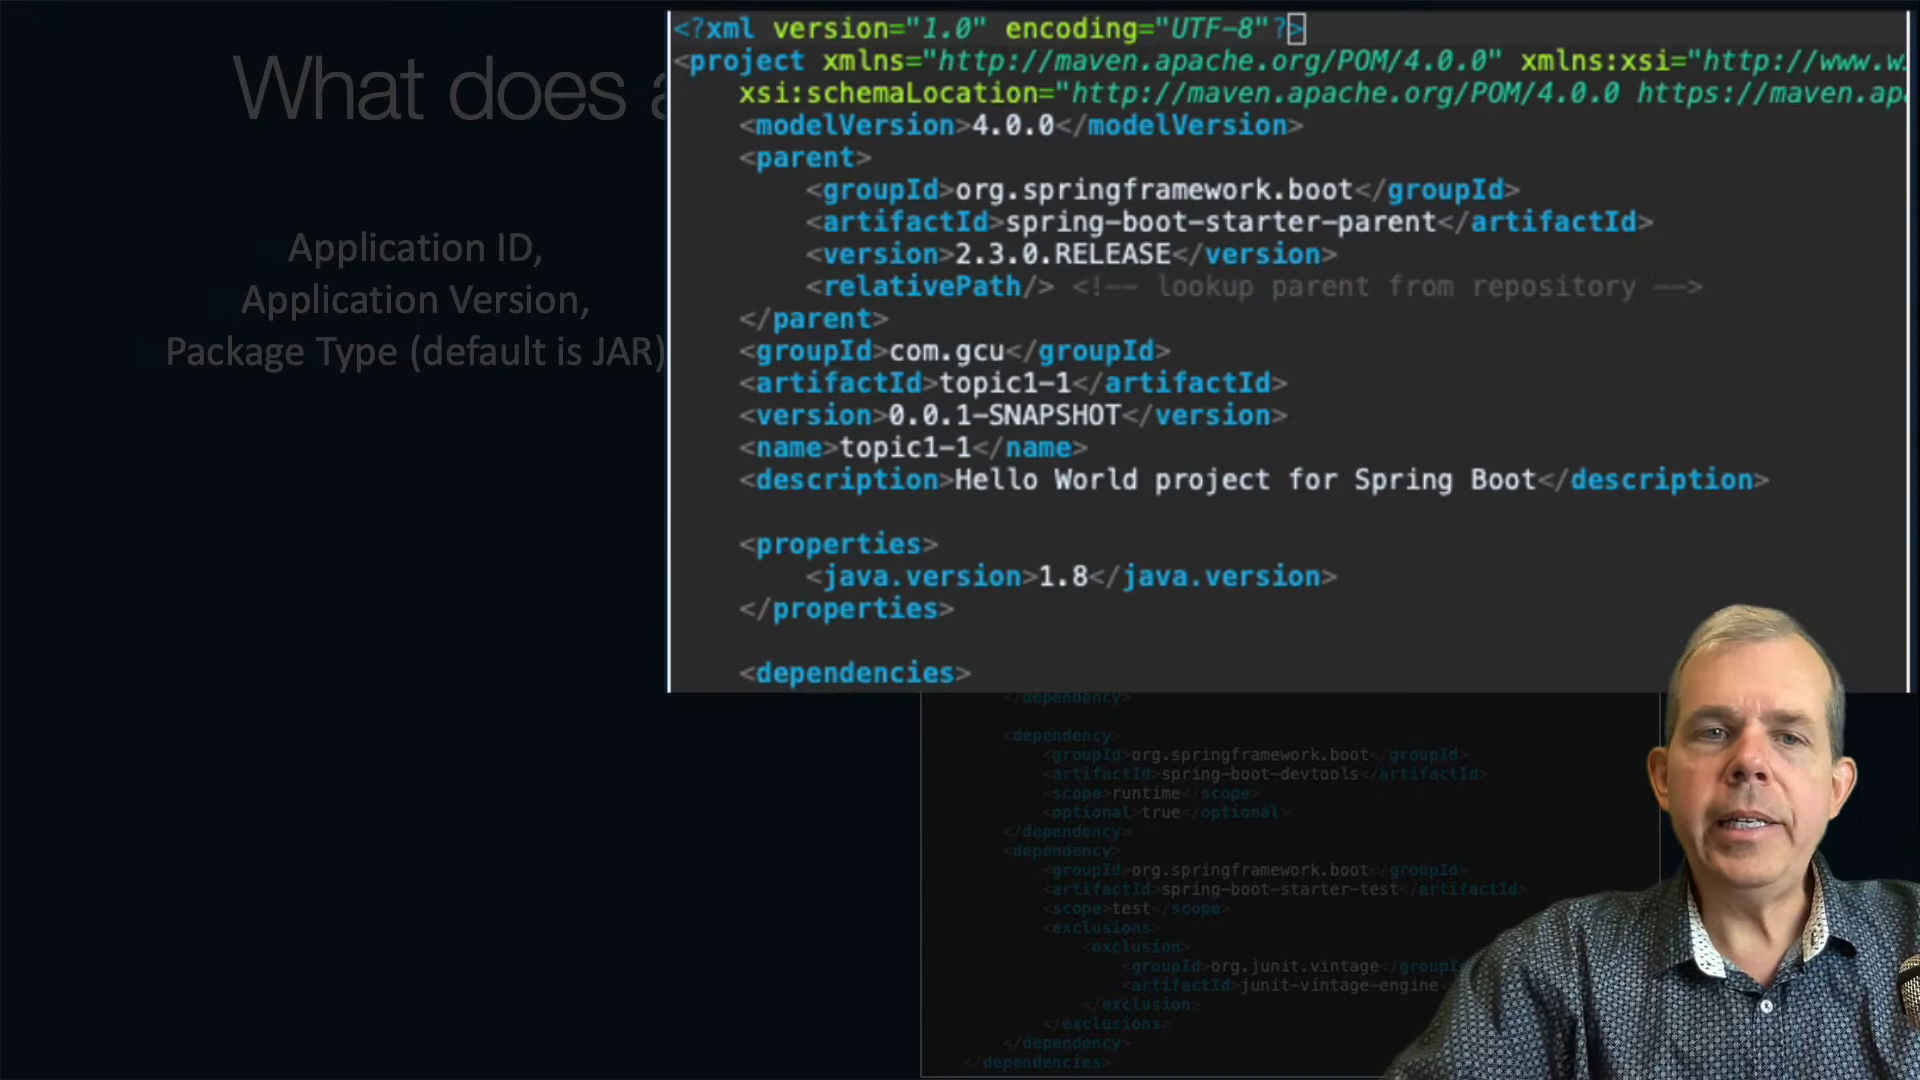 What does a
Application ID,
Application Version,
Package Type (default is JAR)
<?xml version="1.0" encoding="UTF-8"?>
<project xmlns="http://maven.apache.org/POM/4.0.0" xmlns:xsi="http://www.w
xsi:schemaLocation="http://maven.apache.org/POM/4.0.0 https://maven.ap
<modelVersion>4.0.0</modelVersion>
<parent>
<groupId>org.springframework.boot</groupId>
<artifactId>spring-boot-starter-parent</artifactId>
<version>2.3.0.RELEASE</version>
<relativePath/> <!-- lookup parent from repository -->
</parent>
<groupId>com.gcu</groupId>
<artifactId>topic1-1</artifactId>
<version>0.0.1-SNAPSHOT</version>
<name>topic1-1</name>
<description>Hello World project for Spring Boot</description>
<properties>
<java.version>1.8</java.version>
</properties>
<dependencies>
</dependency>
<dependency>
<groupId>org.springframework.boot</groupId>
<artifactId>spring-boot-devtools</artifactId>
<scope>runtime</scope>
<optional>true</optional>
</dependency>
<dependency>
<groupId>org.springframework.boot</groupId>
<artifactId>spring-boot-starter-test</artifactId>
<scope>test</scope>
<exclusions>
<exclusion>
<groupId>org.junit.vintage</groupI
<artifactId>junit-vintage-engine
</exclusion>
</exclusions>
</dependency>
</dependencies>